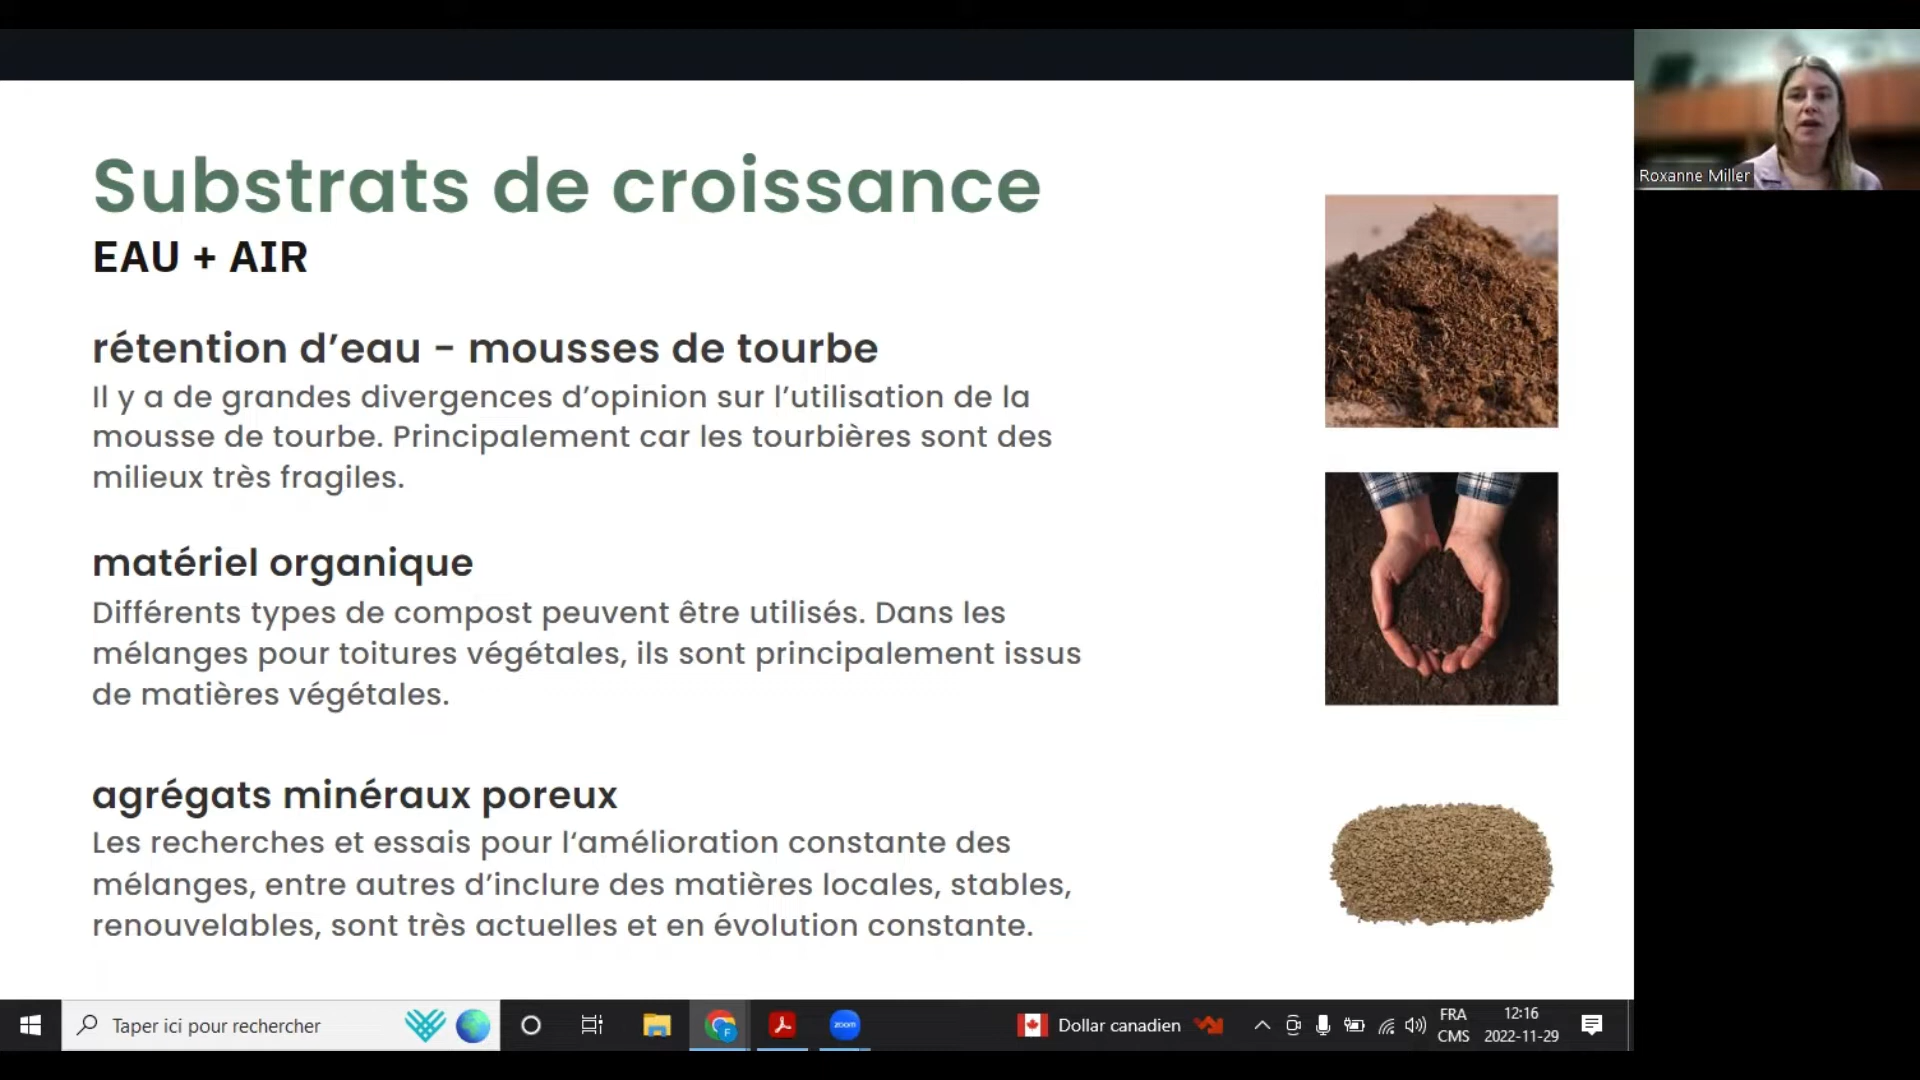 Substrats de croissance
EAU + AIR
rétention d’eau - mousses de tourbe
Il y a de grandes divergences d’opinion sur l’utilisation de la
mousse de tourbe. Principalement car les tourbières sont des
milieux très fragiles.
matériel organique
Différents types de compost peuvent être utilisés. Dans les
mélanges pour toitures végétales, ils sont principalement issus
de matières végétales.
agrégats minéraux poreux
Les recherches et essais pour l‘amélioration constante des
mélanges, entre autres d’inclure des matières locales, stables,
renouvelables, sont très actuelles et en évolution constante.
Roxanne Miller
Taper ici pour rechercher
F
zoom
Dollar canadien
FRA
CMS
12:16
2022-11-29